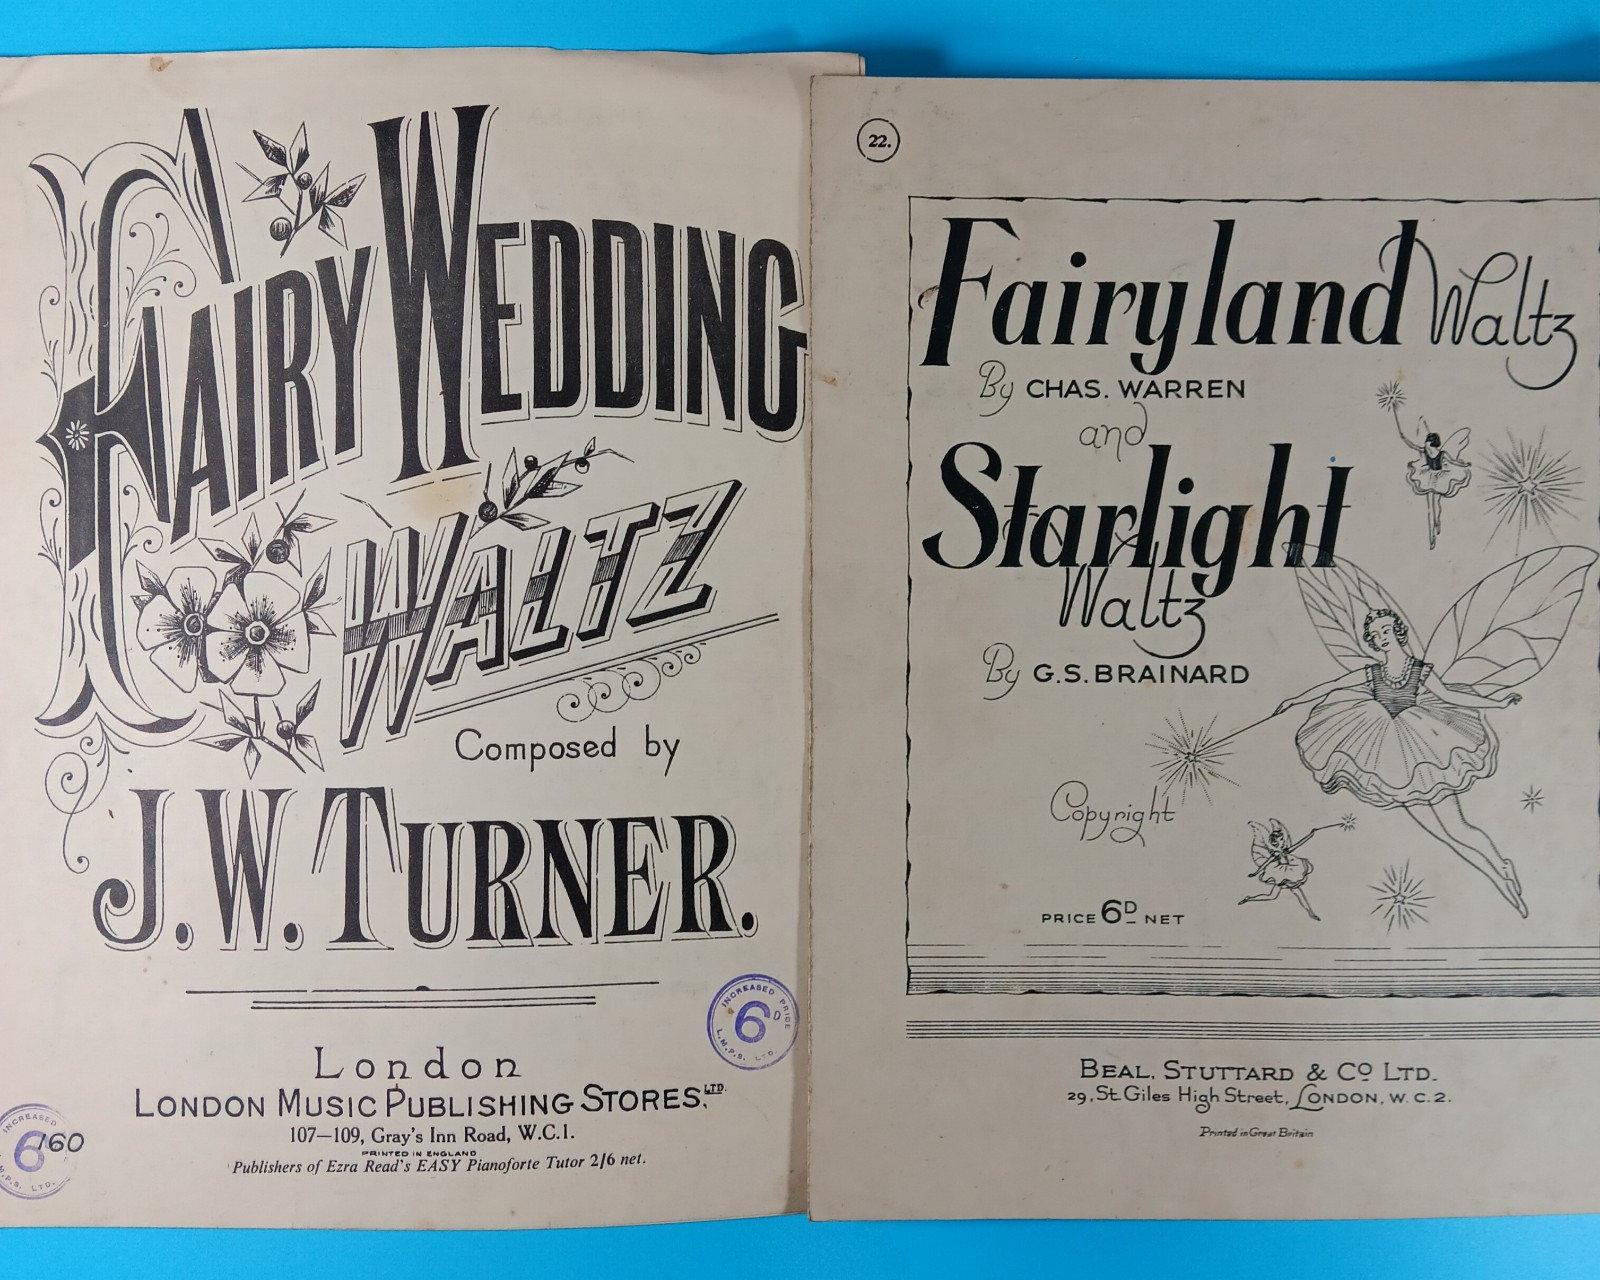 FAIRY WEDDING
WALTZ
Composed by
J. W. TURNER.
INCREASED PRICE
6D
L.M.P.S. LTD.
London
LONDON MUSIC PUBLISHING STORES, LTD.
107—109, Gray's Inn Road, W.C.1.
PRINTED IN ENGLAND
Publishers of Ezra Read's EASY Pianoforte Tutor 2/6 net.
INCREASED
6
160
M.P.S. LTD.
22.
Fairyland Waltz
By CHAS. WARREN
and
Starlight
Waltz
By G.S. BRAINARD
Copyright
PRICE 6D NET
BEAL, STUTTARD & CO LTD.
29, St. Giles High Street, LONDON, W.C.2.
Printed in Great Britain